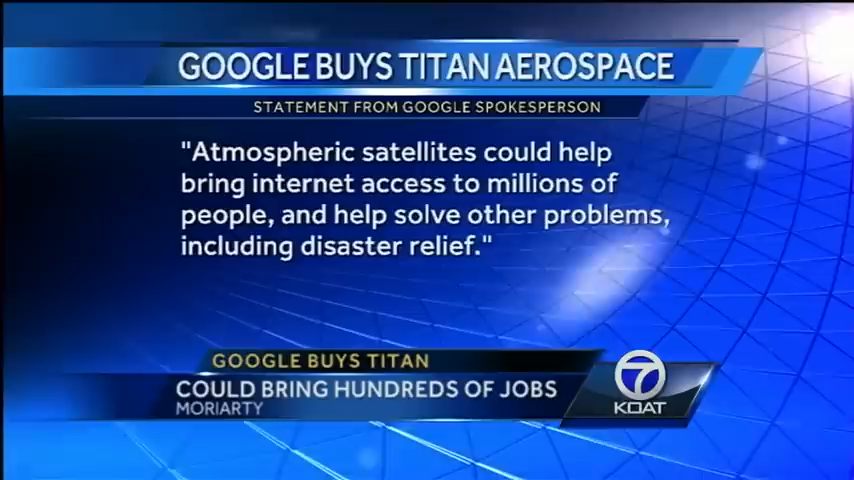 GOOGLE BUYS TITAN AEROSPACE
STATEMENT FROM GOOGLE SPOKESPERSON
"Atmospheric satellites could help
bring internet access to millions of
people, and help solve other problems,
including disaster relief."
GOOGLE BUYS TITAN
COULD BRING HUNDREDS OF JOBS
MORIARTY
7
KOAT